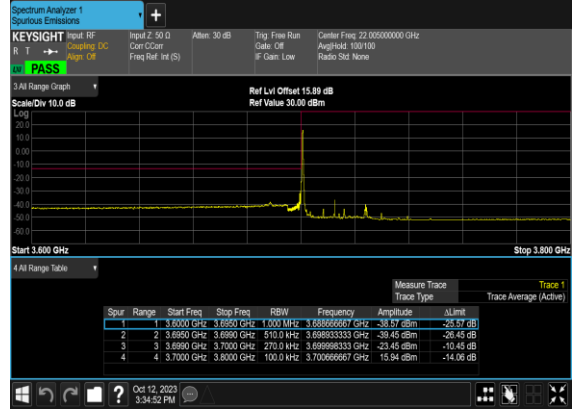 Spectrum Analyzer 1
Spurious Emissions
+
KEYSIGHT Input: RF Input Z: 50 Ω Atten: 30 dB Trig: Free Run Center Freq: 22.005000000 GHz
R T Coupling: DC Corr CCorr Gate: Off Avg|Hold: 100/100
Align: Off Freq Ref: Int (S) IF Gain: Low Radio Std: None
PASS
3 All Range Graph
Ref Lvl Offset 15.89 dB
Scale/Div 10.0 dB Ref Value 30.00 dBm
Log
20.0
10.0
0.00
-10.0
-20.0
-30.0
-40.0
-50.0
-60.0
Start 3.600 GHz Stop 3.800 GHz
4 All Range Table
Measure Trace Trace 1
Trace Type Trace Average (Active)
Spur Range Start Freq Stop Freq RBW Frequency Amplitude ΔLimit
1 1 3.6000 GHz 3.6950 GHz 1.000 MHz 3.688666667 GHz -38.57 dBm -25.57 dB
2 2 3.6950 GHz 3.6990 GHz 510.0 kHz 3.698933333 GHz -39.45 dBm -26.45 dB
3 3 3.6990 GHz 3.7000 GHz 270.0 kHz 3.699998333 GHz -23.45 dBm -10.45 dB
4 4 3.7000 GHz 3.8000 GHz 100.0 kHz 3.700666667 GHz 15.94 dBm -14.06 dB
?
Oct 12, 2023
3:34:52 PM